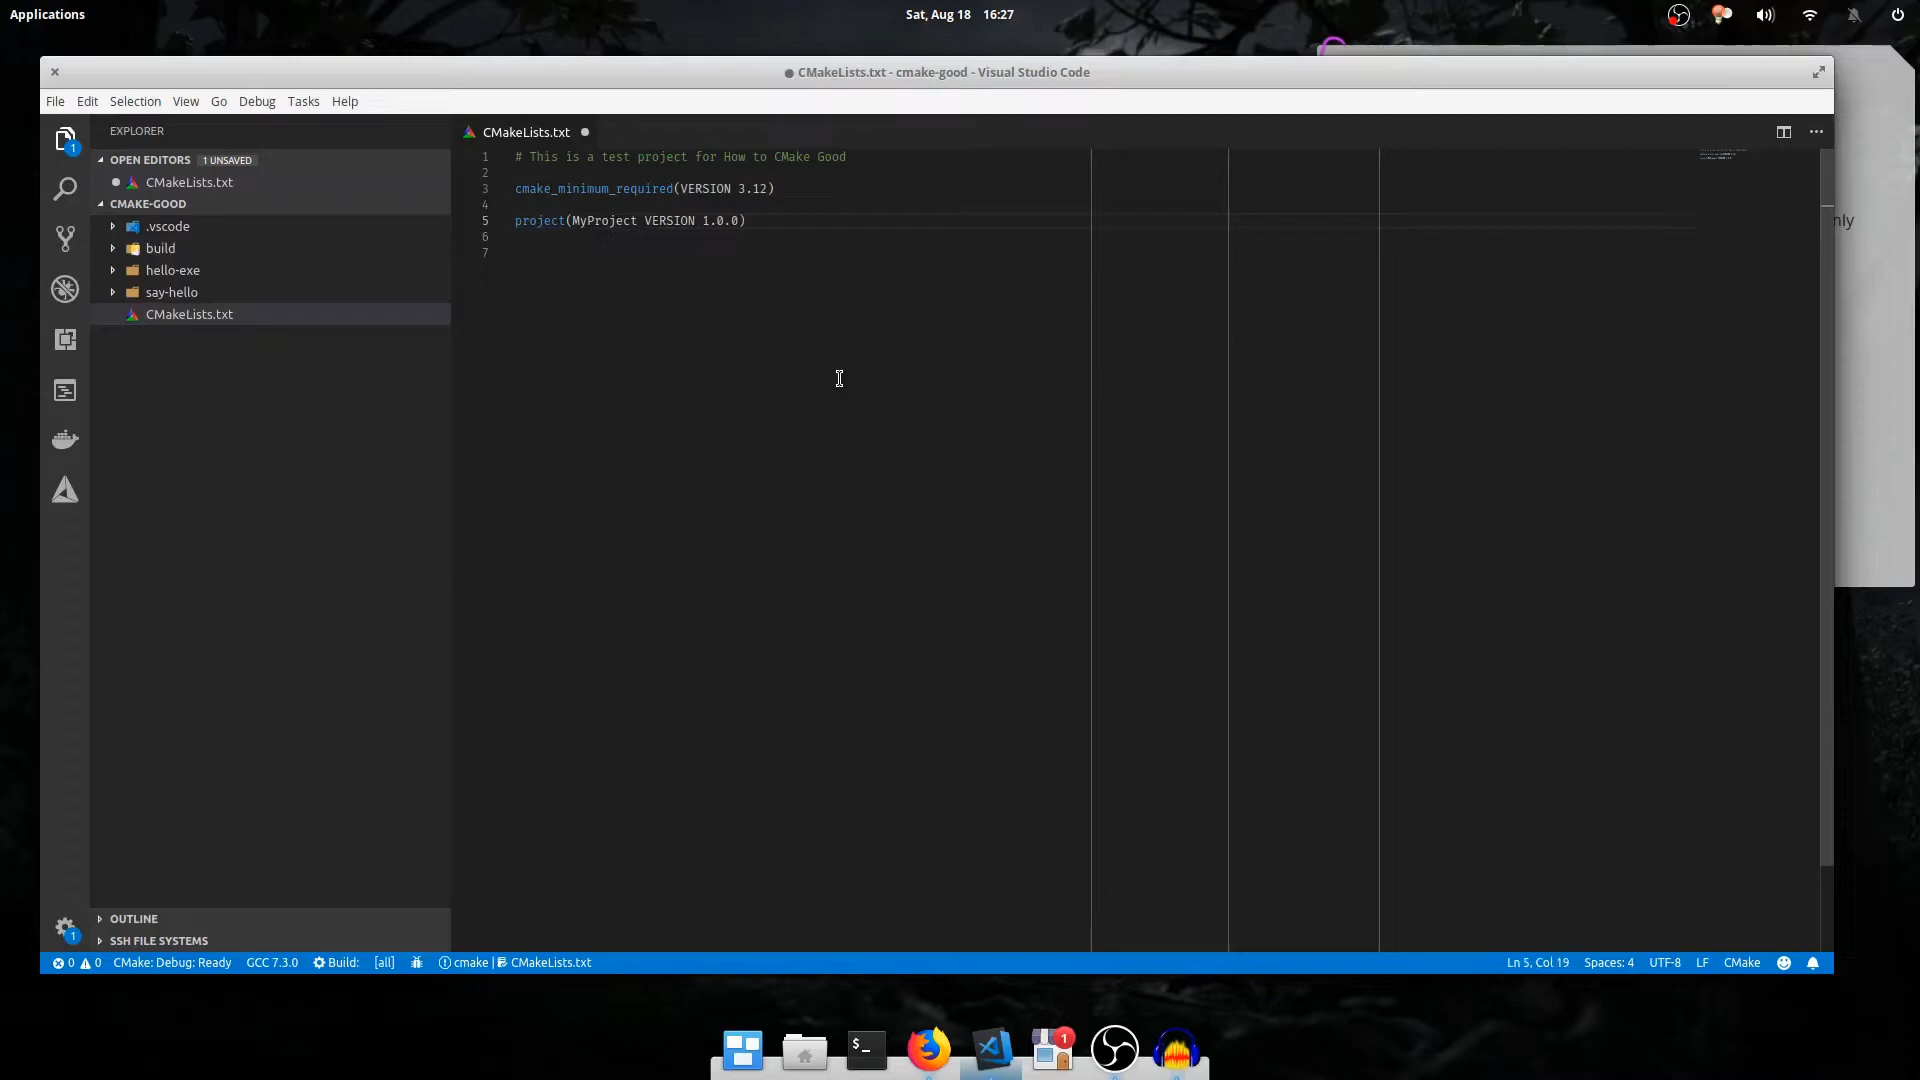 Applications
Sat, Aug 18 16:27
CMakeLists.txt - cmake-good - Visual Studio Code
File Edit Selection View Go Debug Tasks Help
EXPLORER
OPEN EDITORS 1 UNSAVED
CMakeLists.txt
CMAKE-GOOD
.vscode
build
hello-exe
say-hello
CMakeLists.txt
OUTLINE
SSH FILE SYSTEMS
1
1
CMakeLists.txt
1 # This is a test project for How to CMake Good
2
3 cmake_minimum_required(VERSION 3.12)
4
5 project(MyProject VERSION 1.0.0)
6
7
nly
0 0 CMake: Debug: Ready GCC 7.3.0 Build: [all] cmake | CMakeLists.txt
Ln 5, Col 19 Spaces: 4 UTF-8 LF CMake
$_
1